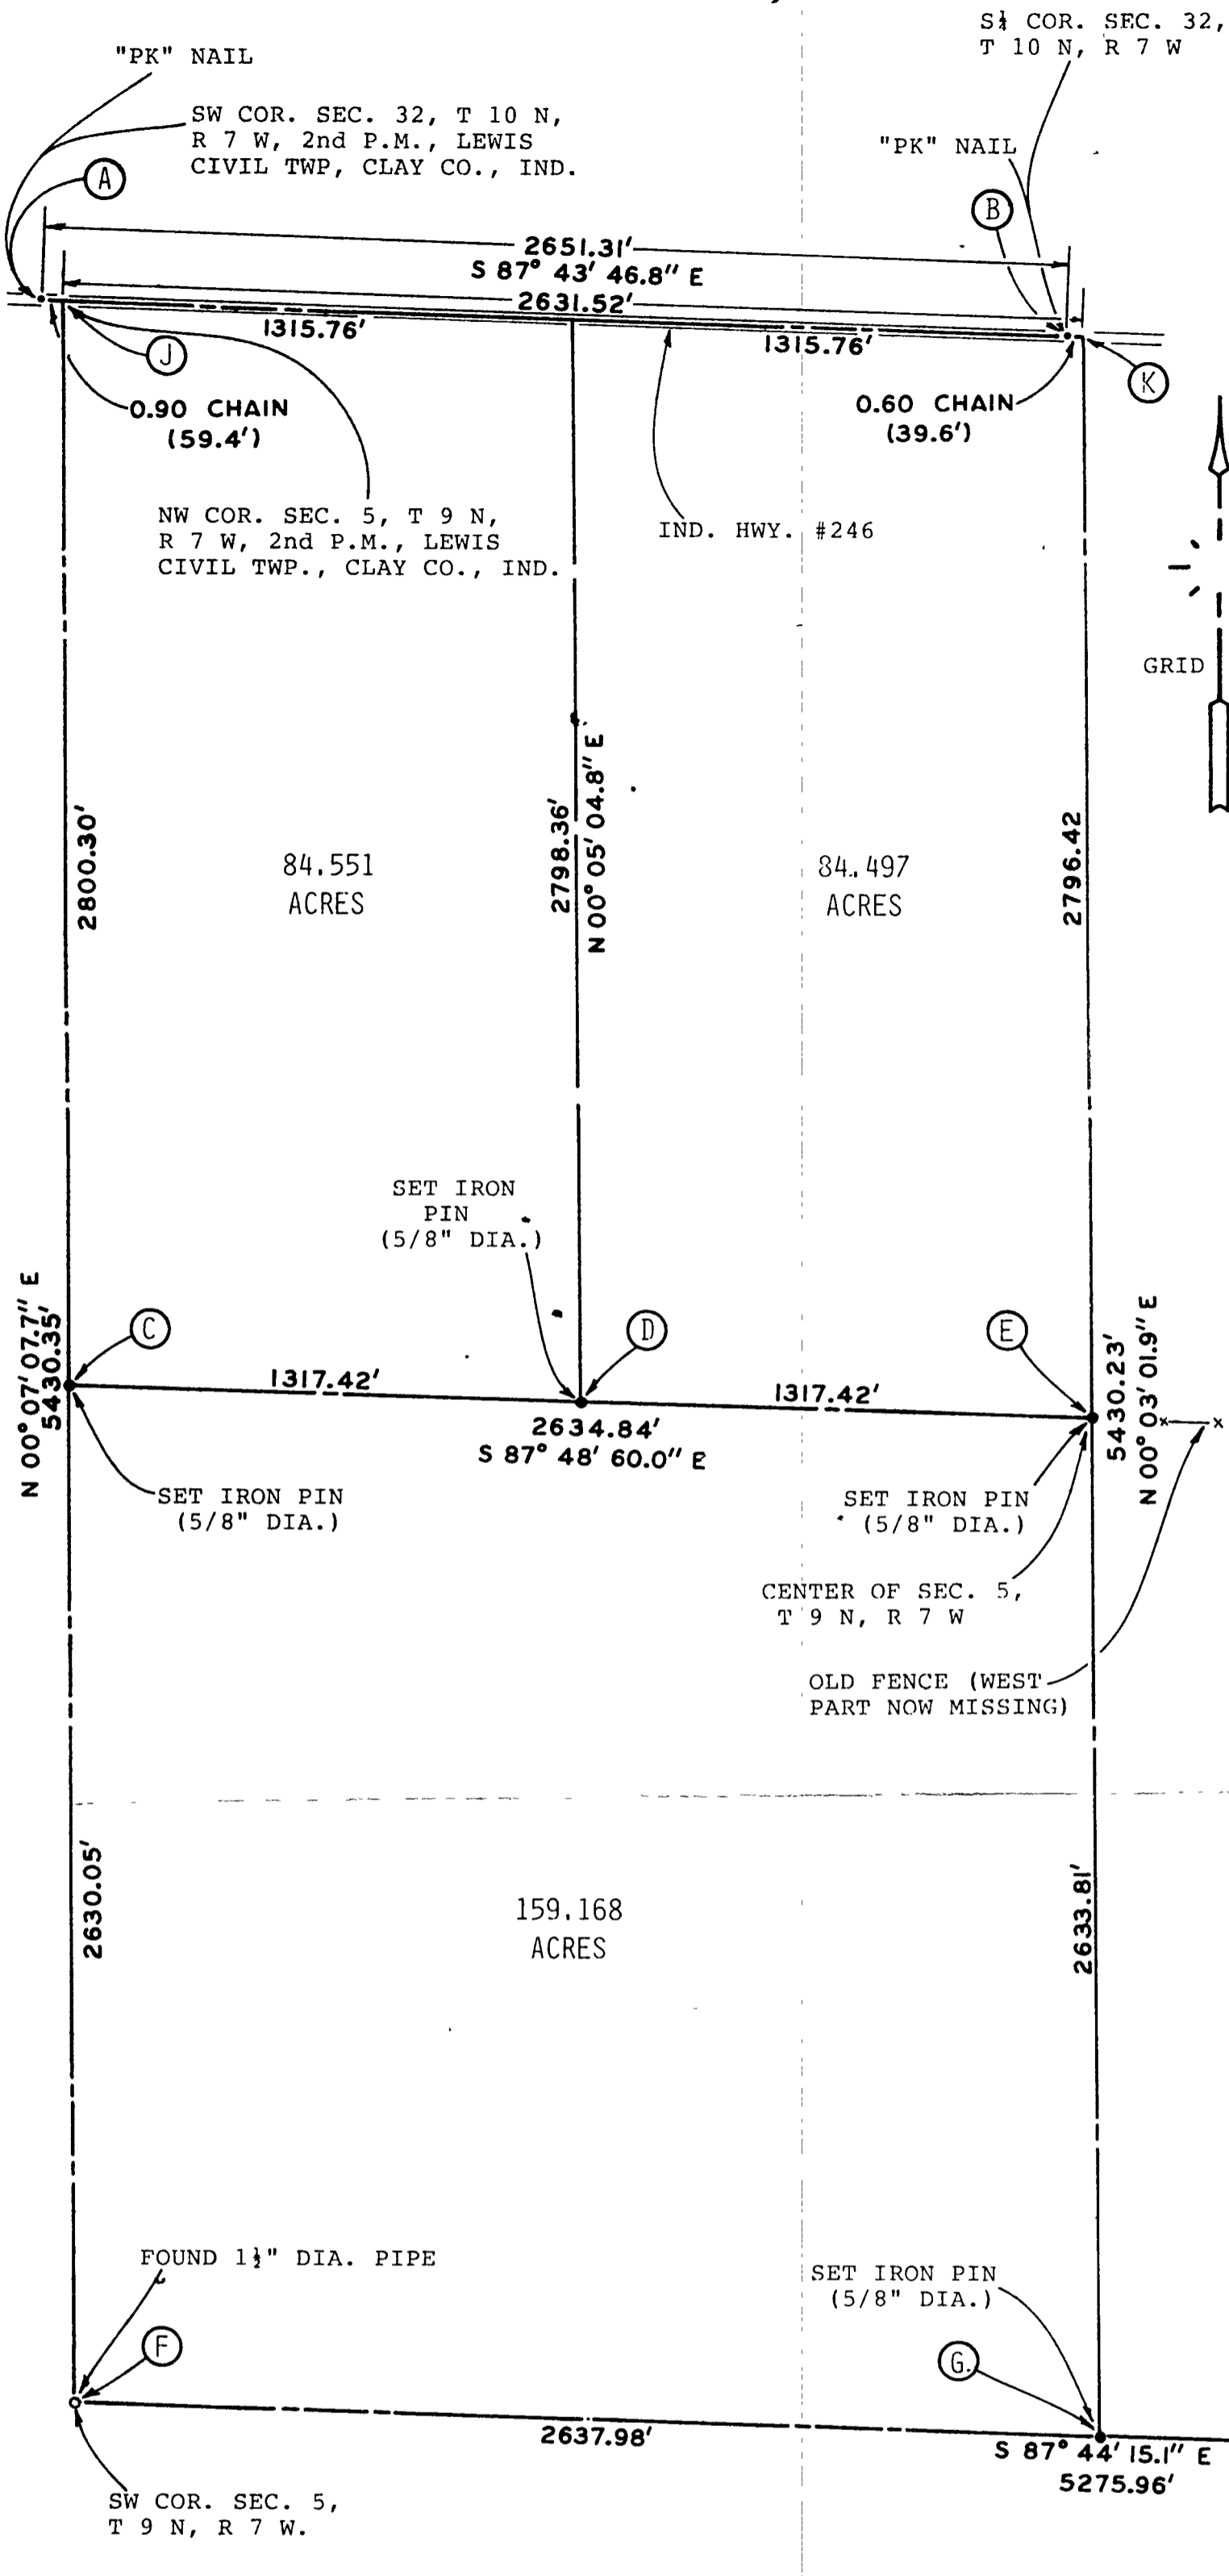 S¼ COR. SEC. 32,
T 10 N, R 7 W
"PK" NAIL
SW COR. SEC. 32, T 10 N,
R 7 W, 2nd P.M., LEWIS
CIVIL TWP, CLAY CO., IND.
"PK" NAIL
A
B
2651.31'
S 87° 43' 46.8" E
2631.52'
1315.76'
1315.76'
J
K
0.90 CHAIN
(59.4')
0.60 CHAIN
(39.6')
NW COR. SEC. 5, T 9 N,
R 7 W, 2nd P.M., LEWIS
CIVIL TWP., CLAY CO., IND.
IND. HWY. #246
GRID
2800.30'
84.551
ACRES
2798.36'
N 00° 05' 04.8" E
84.497
ACRES
2796.42
SET IRON
PIN
(5/8" DIA.)
N 00° 07' 07.7" E
5430.35'
C
D
E
5430.23'
N 00° 03' 01.9" E
1317.42'
1317.42'
2634.84'
S 87° 48' 60.0" E
x x
SET IRON PIN
(5/8" DIA.)
SET IRON PIN
(5/8" DIA.)
CENTER OF SEC. 5,
T 9 N, R 7 W
OLD FENCE (WEST
PART NOW MISSING)
2630.05'
159.168
ACRES
2633.81'
FOUND 1½" DIA. PIPE
SET IRON PIN
(5/8" DIA.)
F
G.
2637.98'
S 87° 44' 15.1" E
5275.96'
SW COR. SEC. 5,
T 9 N, R 7 W.